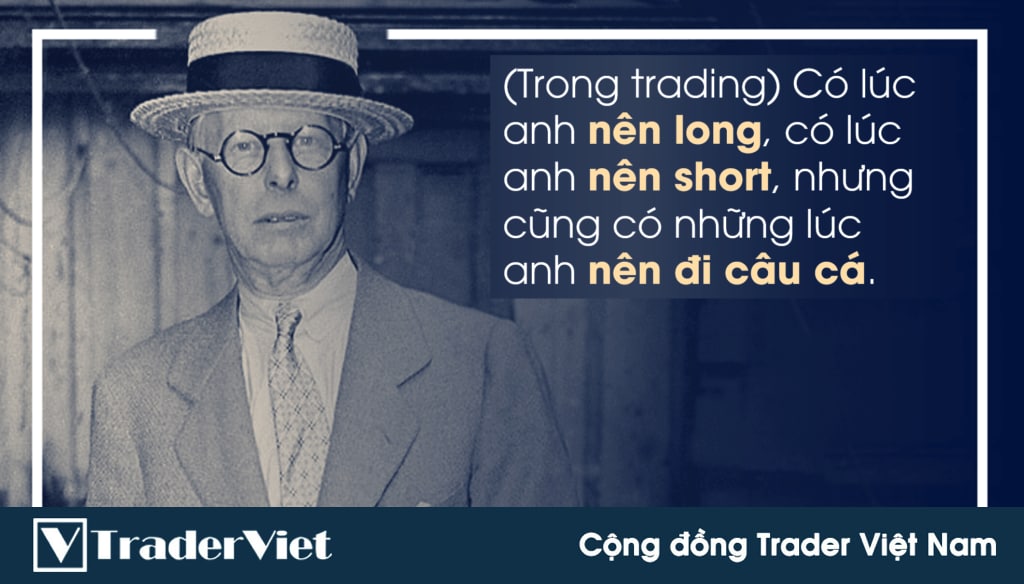 (Trong trading) Có lúc
anh nên long, có lúc
anh nên short, nhưng
cũng có những lúc
anh nên đi câu cá.
V TraderViet
Cộng đồng Trader Việt Nam